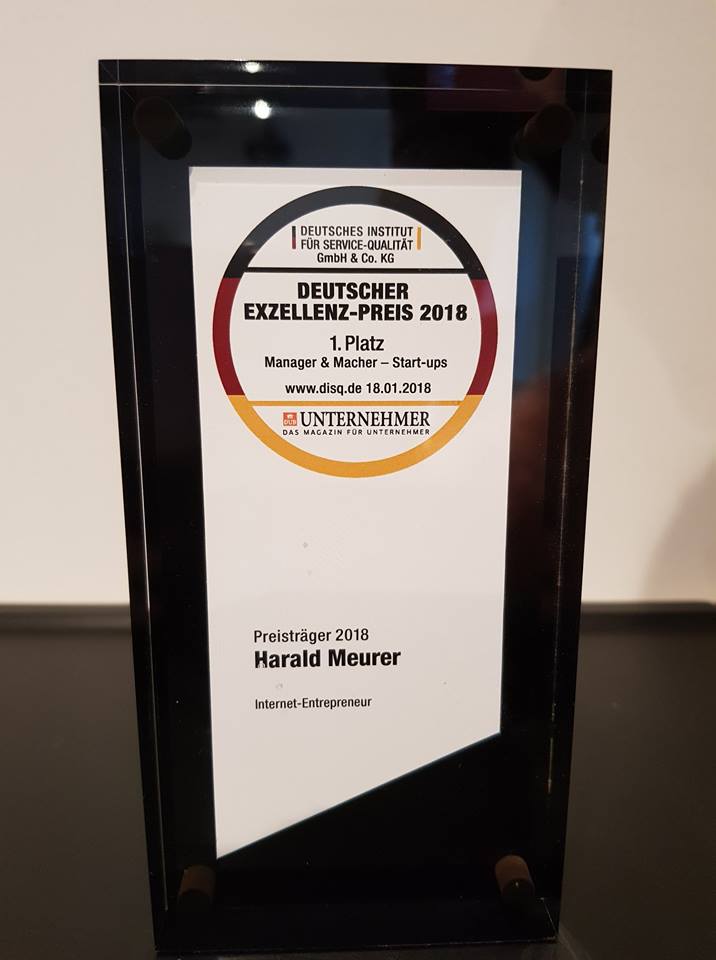 DEUTSCHES INSTITUT
FÜR SERVICE-QUALITÄT
GmbH & Co. KG
DEUTSCHER
EXZELLENZ-PREIS 2018
1. Platz
Manager & Macher – Start-ups
www.disq.de 18.01.2018
DUB UNTERNEHMER
DAS MAGAZIN FÜR UNTERNEHMER
Preisträger 2018
Harald Meurer
Internet-Entrepreneur